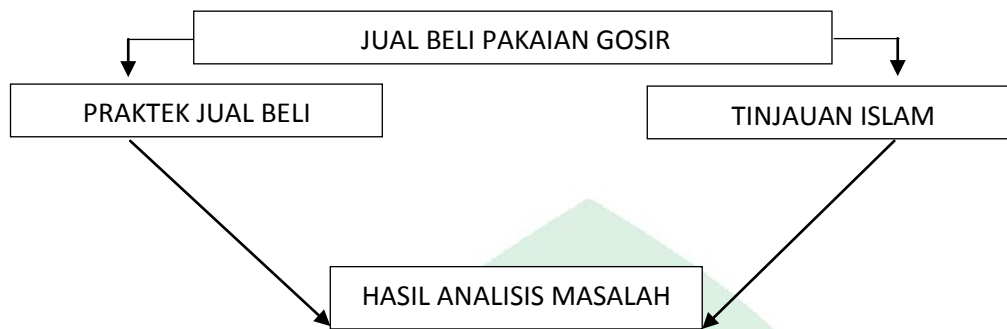 JUAL BELI PAKAIAN GOSIR
PRAKTEK JUAL BELI
TINJAUAN ISLAM
HASIL ANALISIS MASALAH